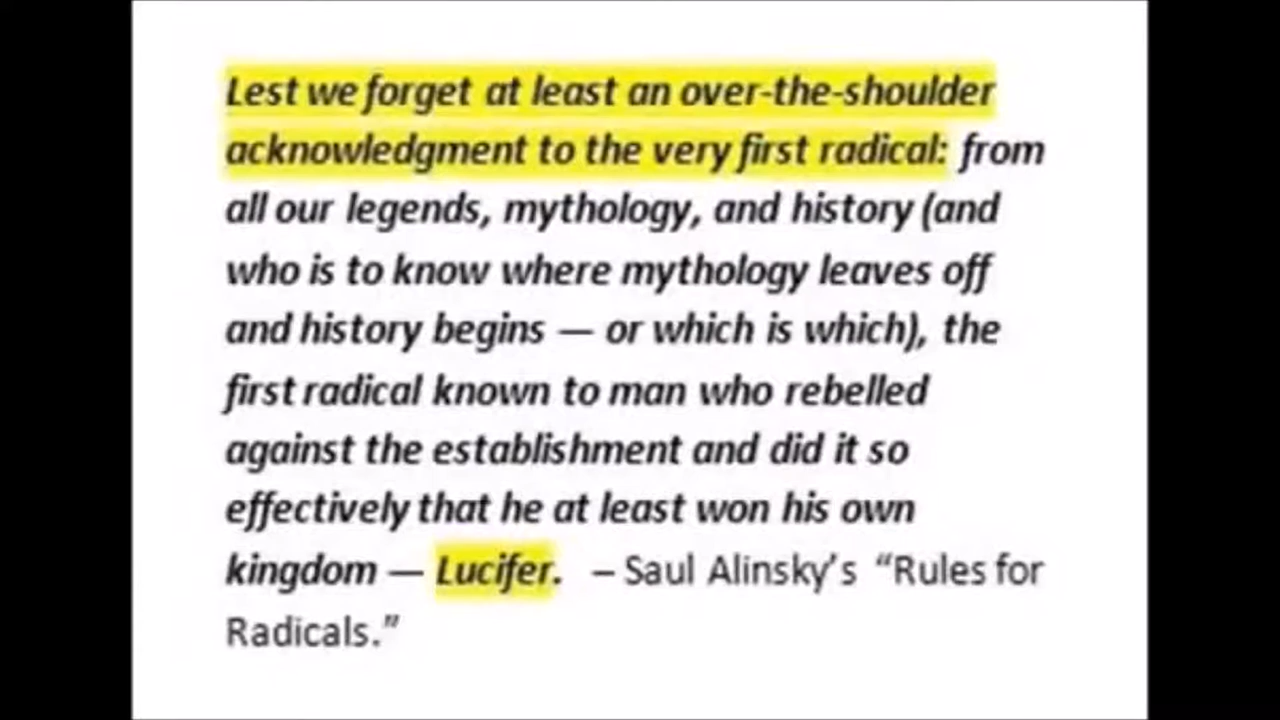 Lest we forget at least an over-the-shoulder
acknowledgment to the very first radical: from
all our legends, mythology, and history (and
who is to know where mythology leaves off
and history begins — or which is which), the
first radical known to man who rebelled
against the establishment and did it so
effectively that he at least won his own
kingdom — Lucifer.  – Saul Alinsky's “Rules for
Radicals.”